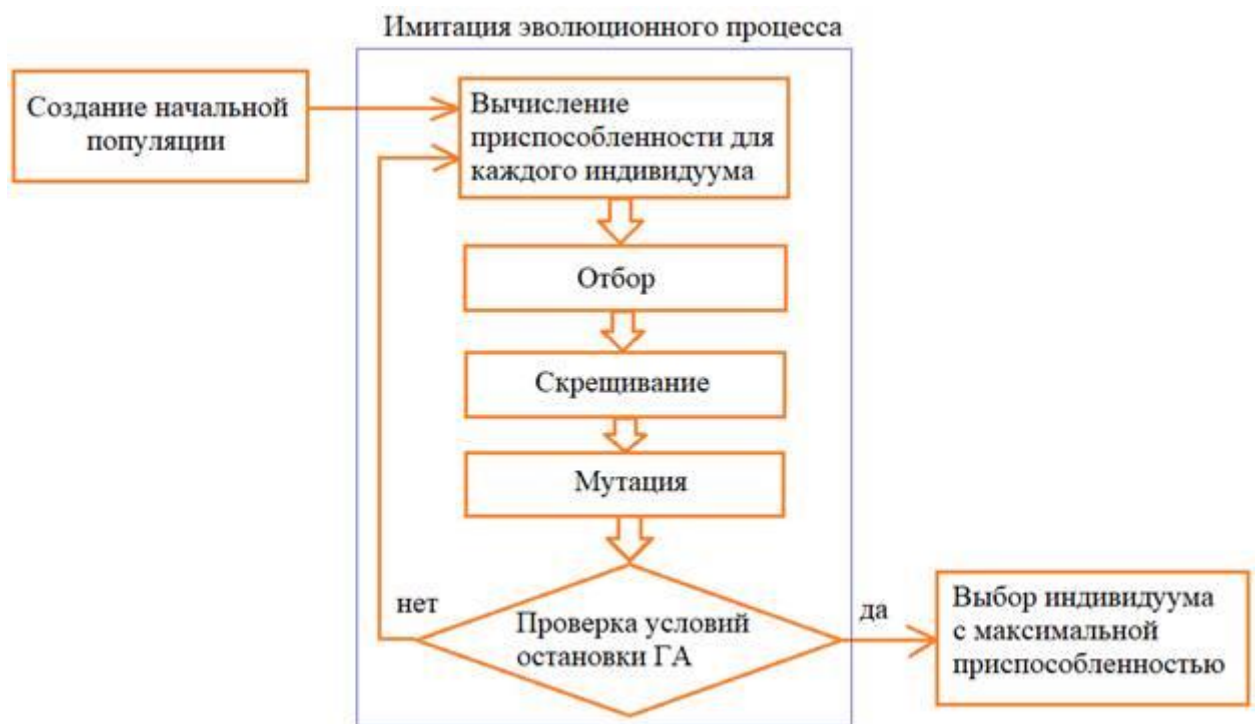 Имитация эволюционного процесса
Создание начальной
популяции
Вычисление
приспособленности для
каждого индивидуума
Отбор
Скрещивание
Мутация
нет
Проверка условий
остановки ГА
да
Выбор индивидуума
с максимальной
приспособленностью